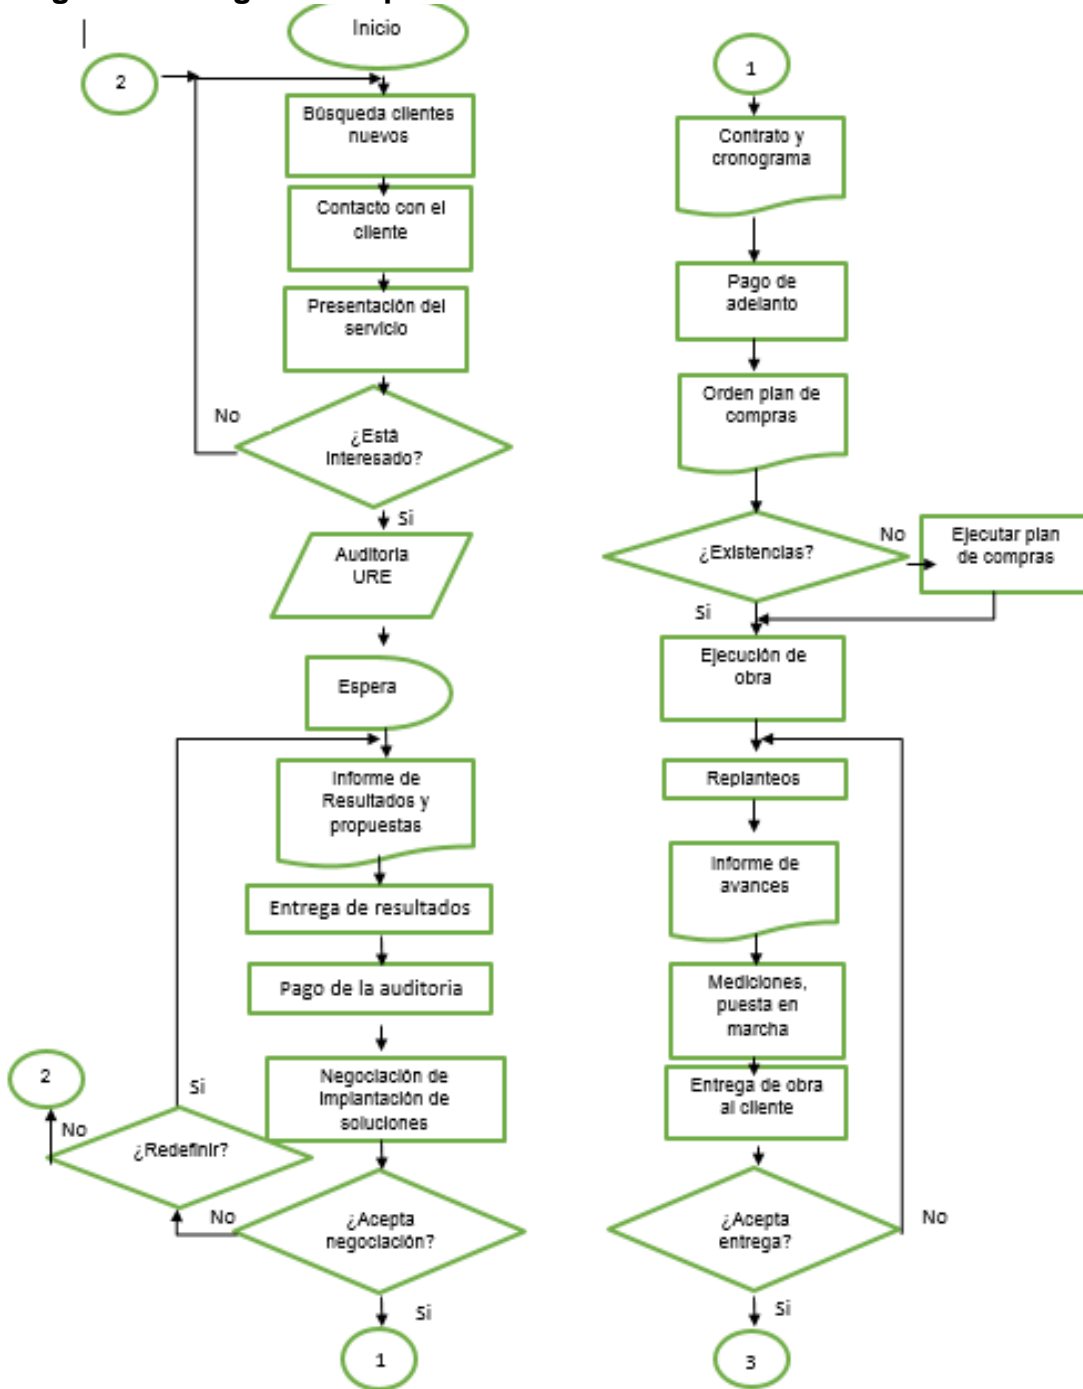 Inicio
2
Búsqueda clientes
nuevos
Contacto con el
cliente
Presentación del
servicio
No
¿Está
interesado?
Si
Auditoria
URE
Espera
Informe de
Resultados y
propuestas
Entrega de resultados
Pago de la auditoria
Negociación de
implantación de
soluciones
2
Si
No
¿Redefinir?
No
¿Acepta
negociación?
Si
1
1
Contrato y
cronograma
Pago de
adelanto
Orden plan de
compras
¿Existencias?
No
Ejecutar plan
de compras
Si
Ejecución de
obra
Replanteos
Informe de
avances
Mediciones,
puesta en
marcha
Entrega de obra
al cliente
¿Acepta
entrega?
No
Si
3